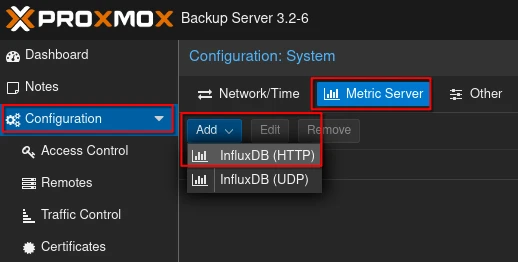 PROXMOX Backup Server 3.2-6
Dashboard
Notes
Configuration
Access Control
Remotes
Traffic Control
Certificates
Configuration: System
Network/Time Metric Server Other
Add Edit Remove
InfluxDB (HTTP)
InfluxDB (UDP)